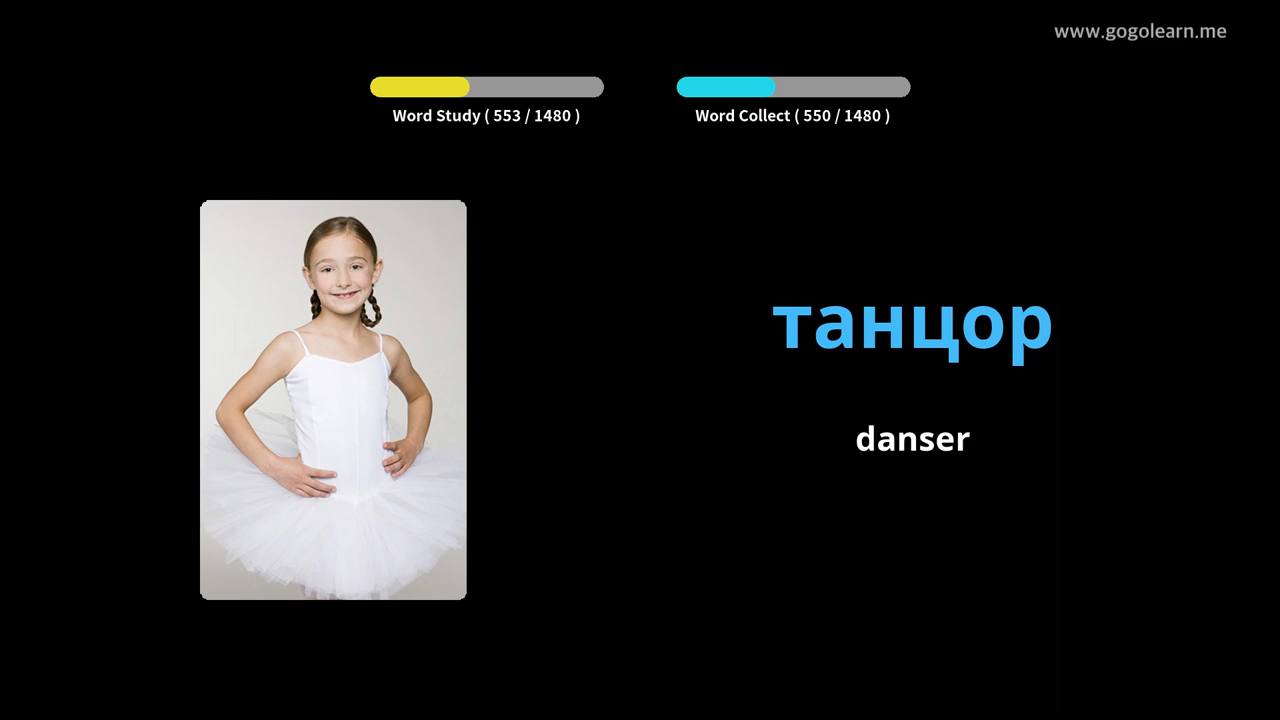 www.gogolearn.me
Word Study ( 553 / 1480 )
Word Collect ( 550 / 1480 )
танцор
danser